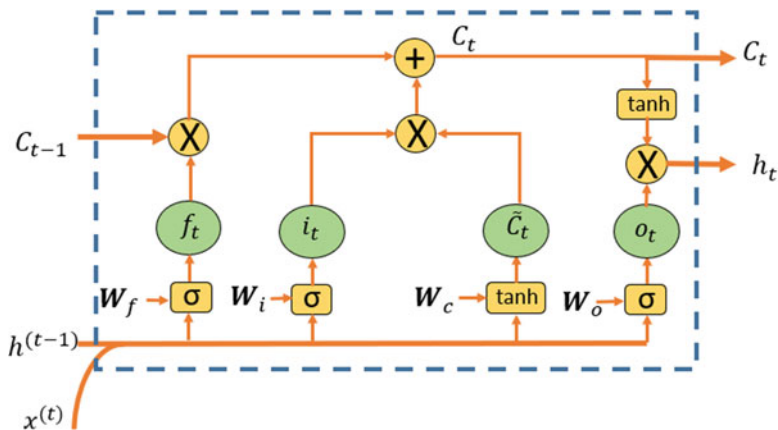 C_t C_t
+
tanh
C_{t−1} X X X h_t
f_t i_t C̃_t o_t
W_f σ W_i σ W_c tanh W_o σ
h^{(t−1)}
x^{(t)}